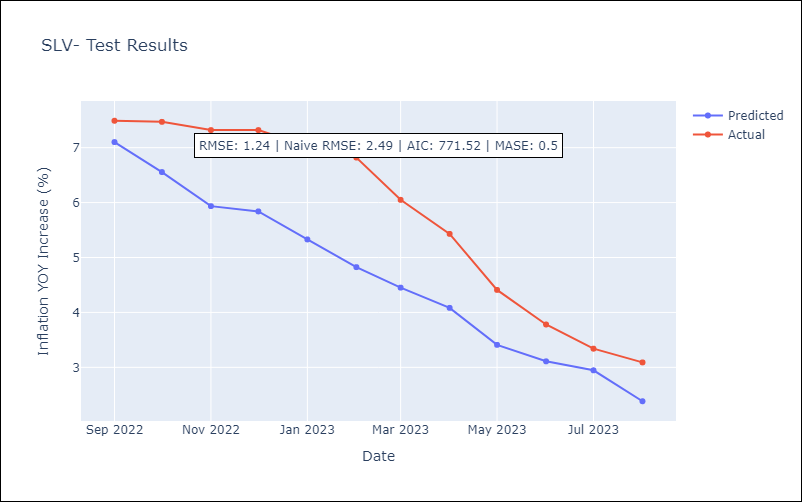 SLV- Test Results
Predicted
Actual
RMSE: 1.24 | Naive RMSE: 2.49 | AIC: 771.52 | MASE: 0.5
Inflation YOY Increase (%)
7
6
5
4
3
Sep 2022 Nov 2022 Jan 2023 Mar 2023 May 2023 Jul 2023
Date